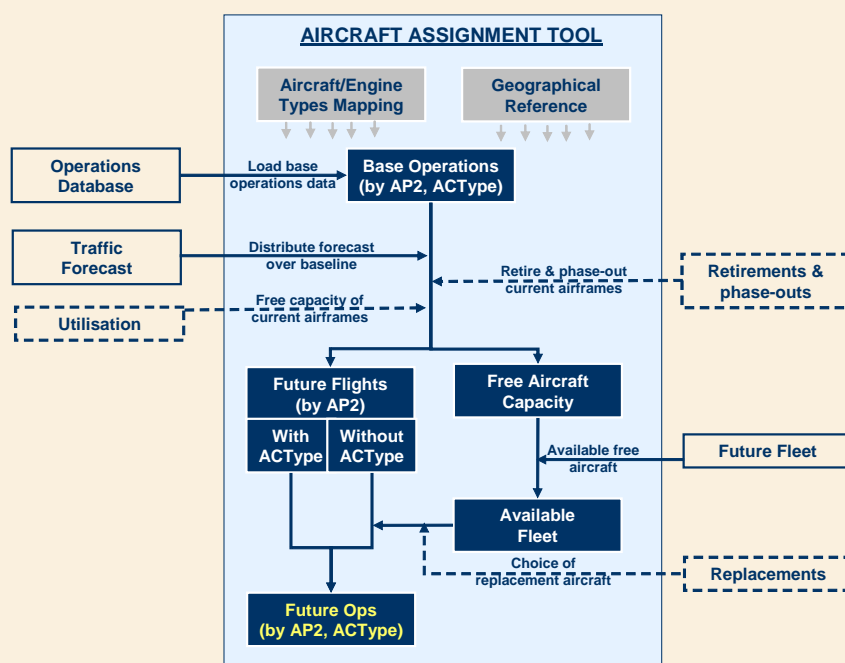 AIRCRAFT ASSIGNMENT TOOL
Aircraft/Engine
Types Mapping
Geographical
Reference
Operations
Database
Load base
operations data
Base Operations
(by AP2, ACType)
Traffic
Forecast
Distribute forecast
over baseline
Retire & phase-out
current airframes
Retirements &
phase-outs
Utilisation
Free capacity of
current airframes
Future Flights
(by AP2)
With
ACType
Without
ACType
Free Aircraft
Capacity
Available free
aircraft
Future Fleet
Available
Fleet
Choice of
replacement aircraft
Replacements
Future Ops
(by AP2, ACType)